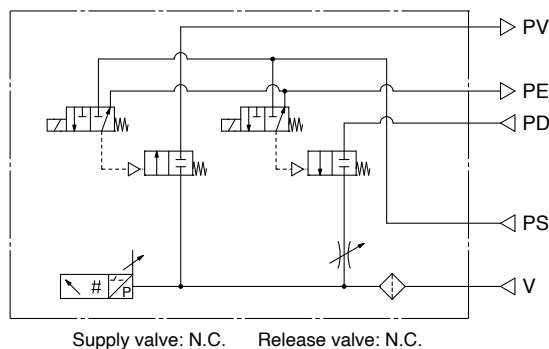 PV
PE
PD
PS
# P V
Supply valve: N.C. Release valve: N.C.